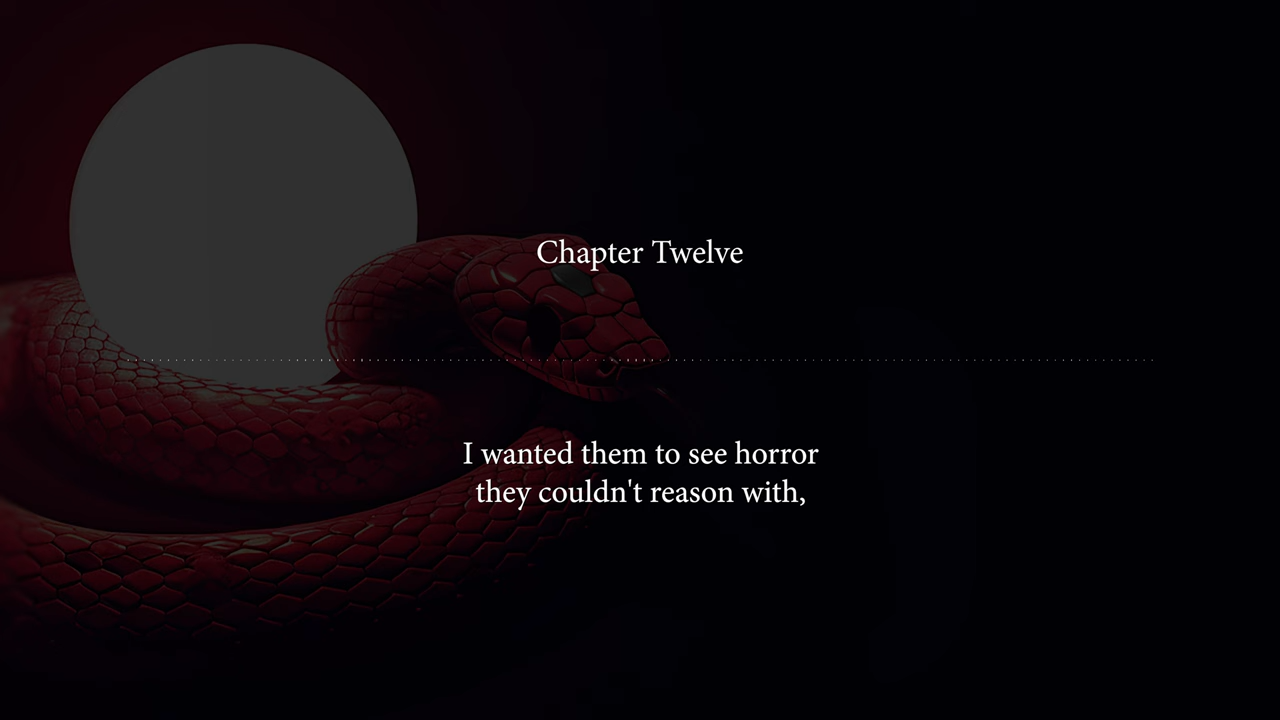 Chapter Twelve
I wanted them to see horror
they couldn't reason with,